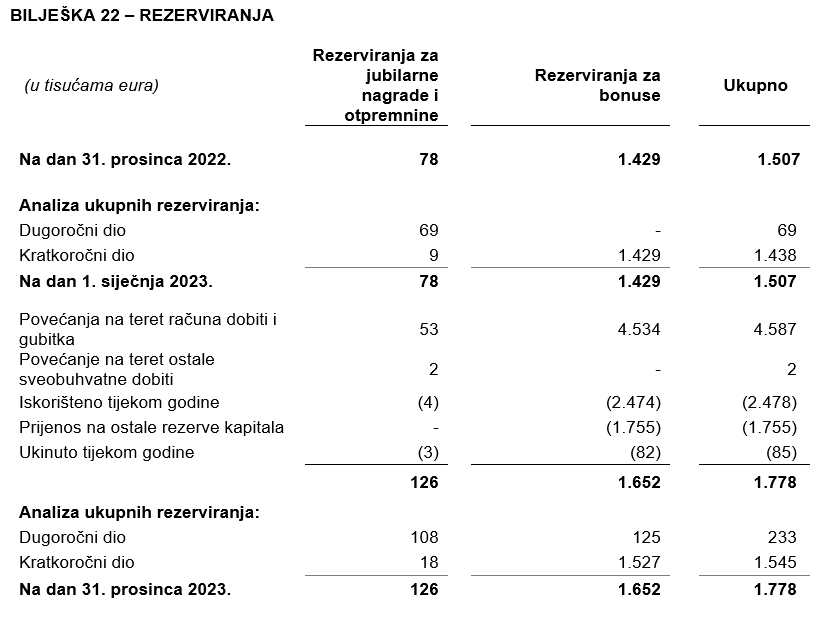 BILJEŠKA 22 – REZERVIRANJA
(u tisućama eura) Rezerviranja za jubilarne nagrade i otpremnine Rezerviranja za bonuse Ukupno
Na dan 31. prosinca 2022. 78 1.429 1.507
Analiza ukupnih rezerviranja:
Dugoročni dio 69 - 69
Kratkoročni dio 9 1.429 1.438
Na dan 1. siječnja 2023. 78 1.429 1.507
Povećanja na teret računa dobiti i
gubitka 53 4.534 4.587
Povećanje na teret ostale
sveobuhvatne dobiti 2 - 2
Iskorišteno tijekom godine (4) (2.474) (2.478)
Prijenos na ostale rezerve kapitala - (1.755) (1.755)
Ukinuto tijekom godine (3) (82) (85)
126 1.652 1.778
Analiza ukupnih rezerviranja:
Dugoročni dio 108 125 233
Kratkoročni dio 18 1.527 1.545
Na dan 31. prosinca 2023. 126 1.652 1.778